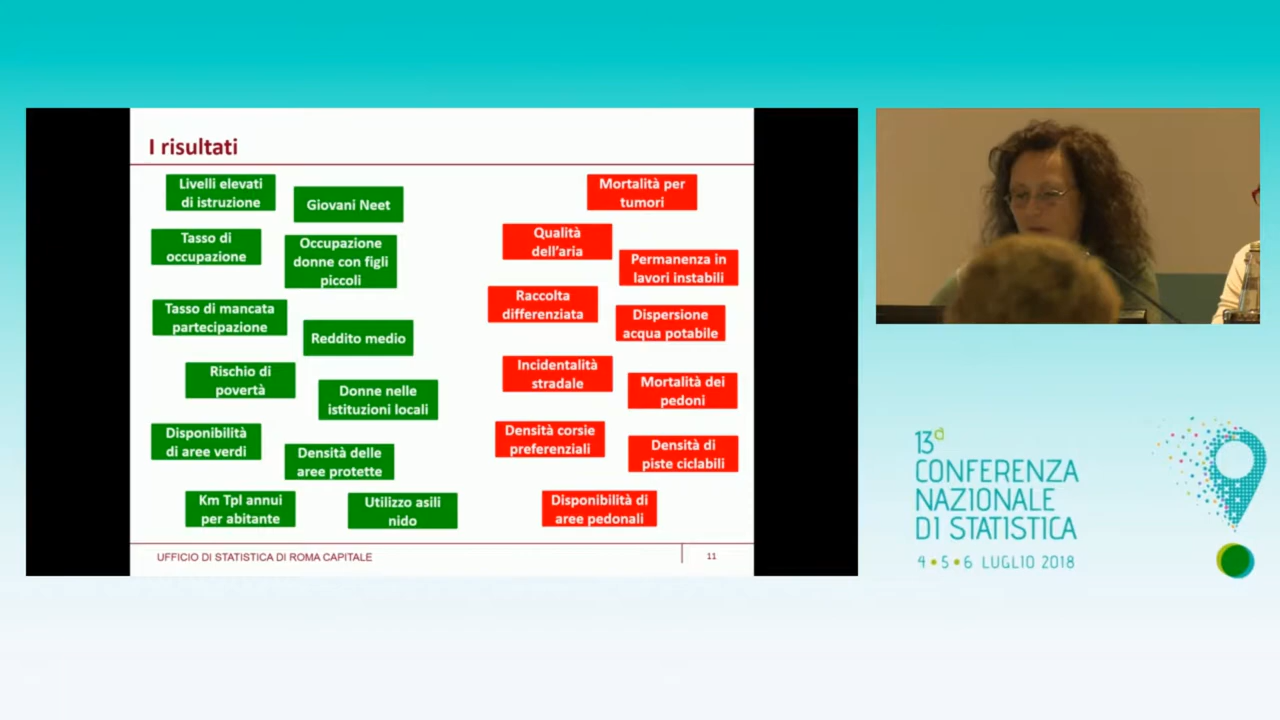 I risultati
Livelli elevati
di istruzione
Giovani Neet
Tasso di
occupazione
Occupazione
donne con figli
piccoli
Tasso di mancata
partecipazione
Reddito medio
Rischio di
povertà
Donne nelle
istituzioni locali
Disponibilità
di aree verdi
Densità delle
aree protette
Km Tpl annui
per abitante
Utilizzo asili
nido
Mortalità per
tumori
Qualità
dell'aria
Permanenza in
lavori instabili
Raccolta
differenziata
Dispersione
acqua potabile
Incidentalità
stradale
Mortalità dei
pedoni
Densità corsie
preferenziali
Densità di
piste ciclabili
Disponibilità di
aree pedonali
UFFICIO DI STATISTICA DI ROMA CAPITALE
11
13a
CONFERENZA
NAZIONALE
DI STATISTICA
4 • 5 • 6 LUGLIO 2018